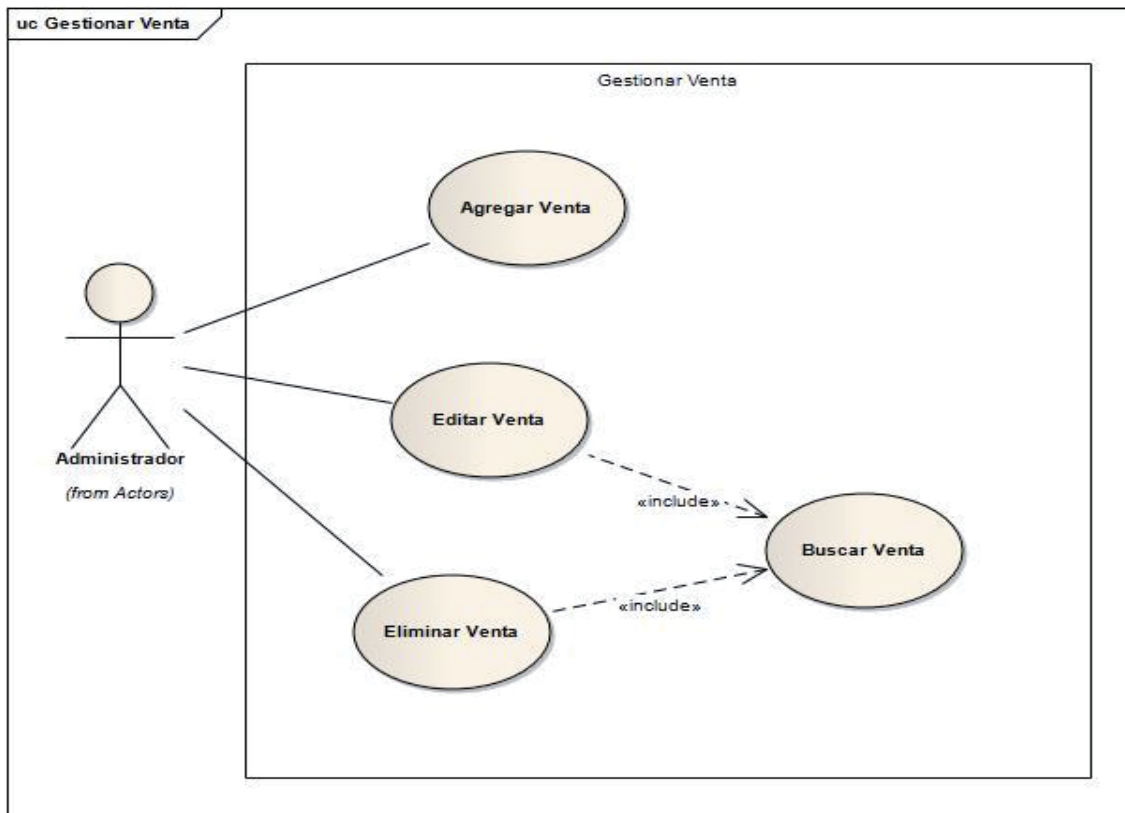 uc Gestionar Venta
Gestionar Venta
Agregar Venta
Editar Venta
Administrador
(from Actors)
«include»
Buscar Venta
«include»
Eliminar Venta